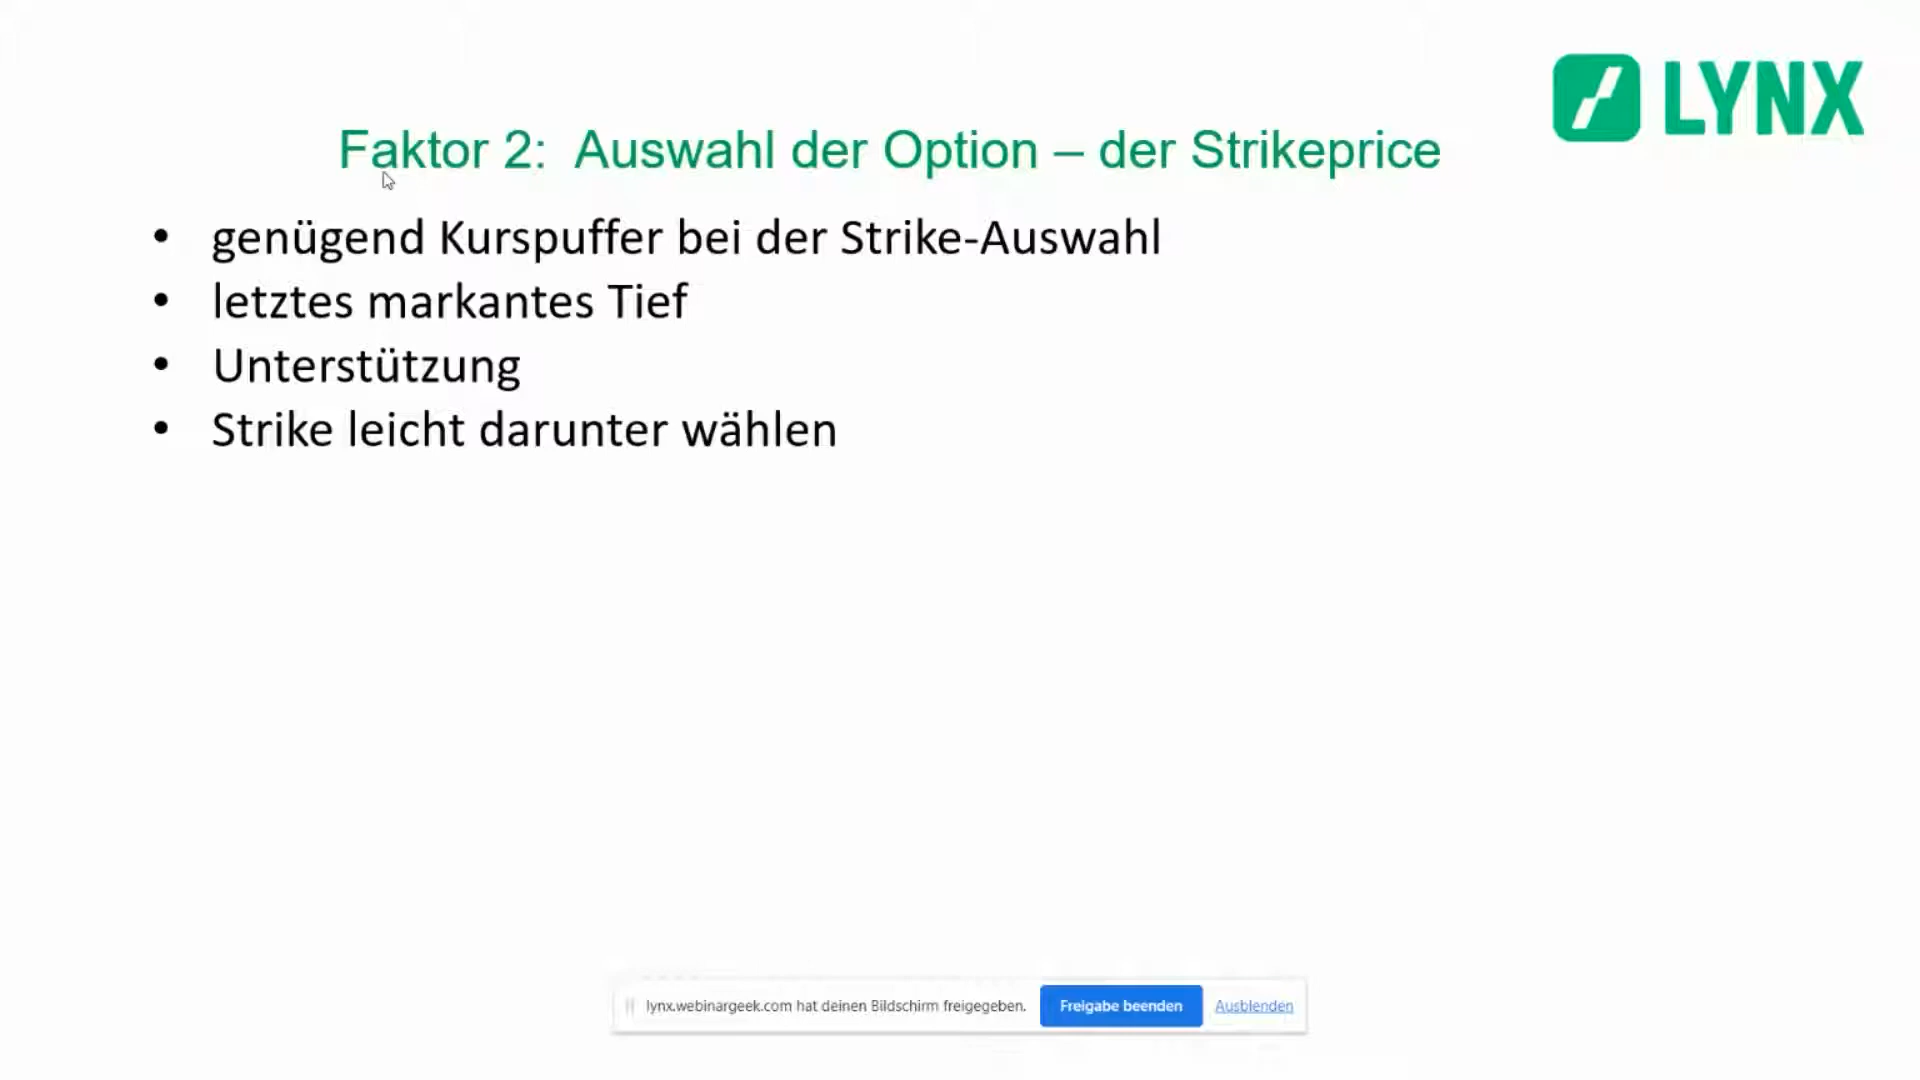 LYNX
Faktor 2: Auswahl der Option – der Strikeprice
• genügend Kurspuffer bei der Strike-Auswahl
• letztes markantes Tief
• Unterstützung
• Strike leicht darunter wählen
lynx.webinargeek.com hat deinen Bildschirm freigegeben. Freigabe beenden Ausblenden